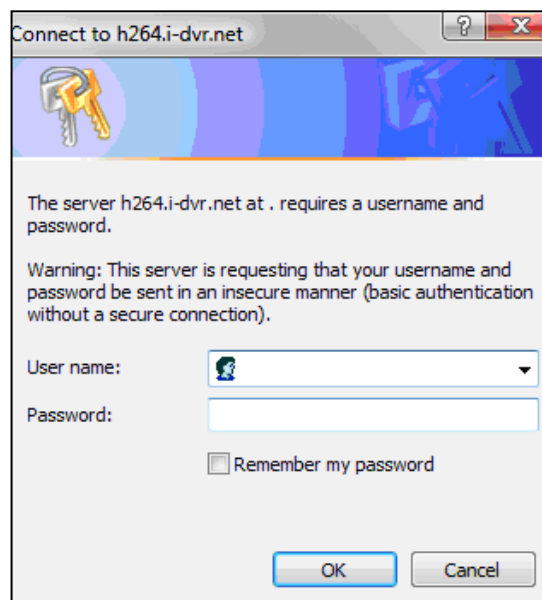 Connect to h264.i-dvr.net
The server h264.i-dvr.net at . requires a username and
password.
Warning: This server is requesting that your username and
password be sent in an insecure manner (basic authentication
without a secure connection).
User name:
Password:
Remember my password
OK Cancel